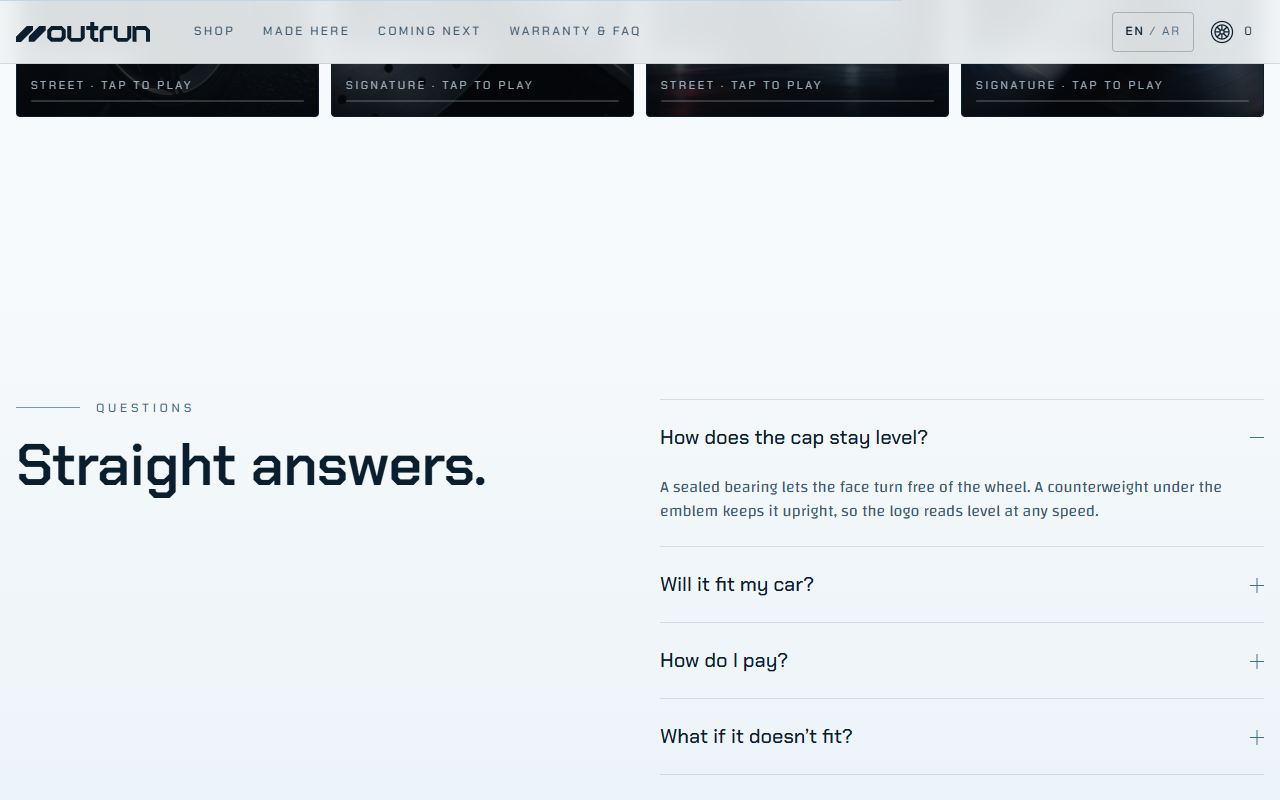 outrun
SHOP
MADE HERE
COMING NEXT
WARRANTY & FAQ
EN / AR
0
STREET · TAP TO PLAY
SIGNATURE · TAP TO PLAY
STREET · TAP TO PLAY
SIGNATURE · TAP TO PLAY
QUESTIONS
Straight answers.
How does the cap stay level?
A sealed bearing lets the face turn free of the wheel. A counterweight under the
emblem keeps it upright, so the logo reads level at any speed.
Will it fit my car?
How do I pay?
What if it doesn’t fit?